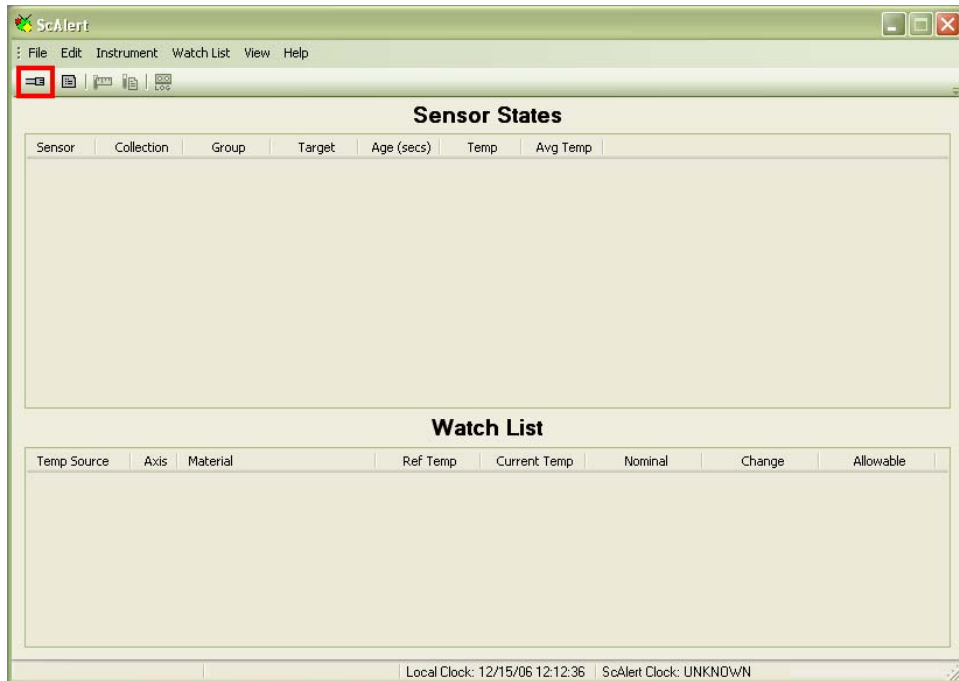 ScAlert
File Edit Instrument Watch List View Help
LOG
Sensor States
Sensor Collection Group Target Age (secs) Temp Avg Temp
Watch List
Temp Source Axis Material Ref Temp Current Temp Nominal Change Allowable
Local Clock: 12/15/06 12:12:36 ScAlert Clock: UNKNOWN